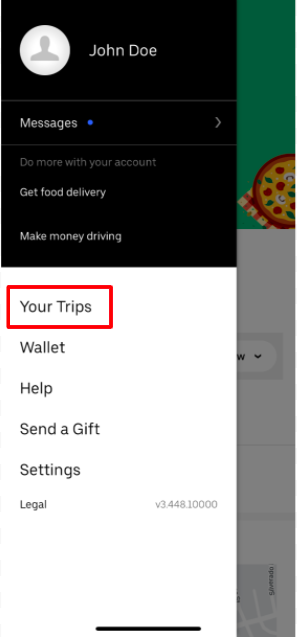 John Doe
Messages
Do more with your account
Get food delivery
Make money driving
Your Trips
w
Wallet
Help
Send a Gift
Settings
Legal v3.448.10000